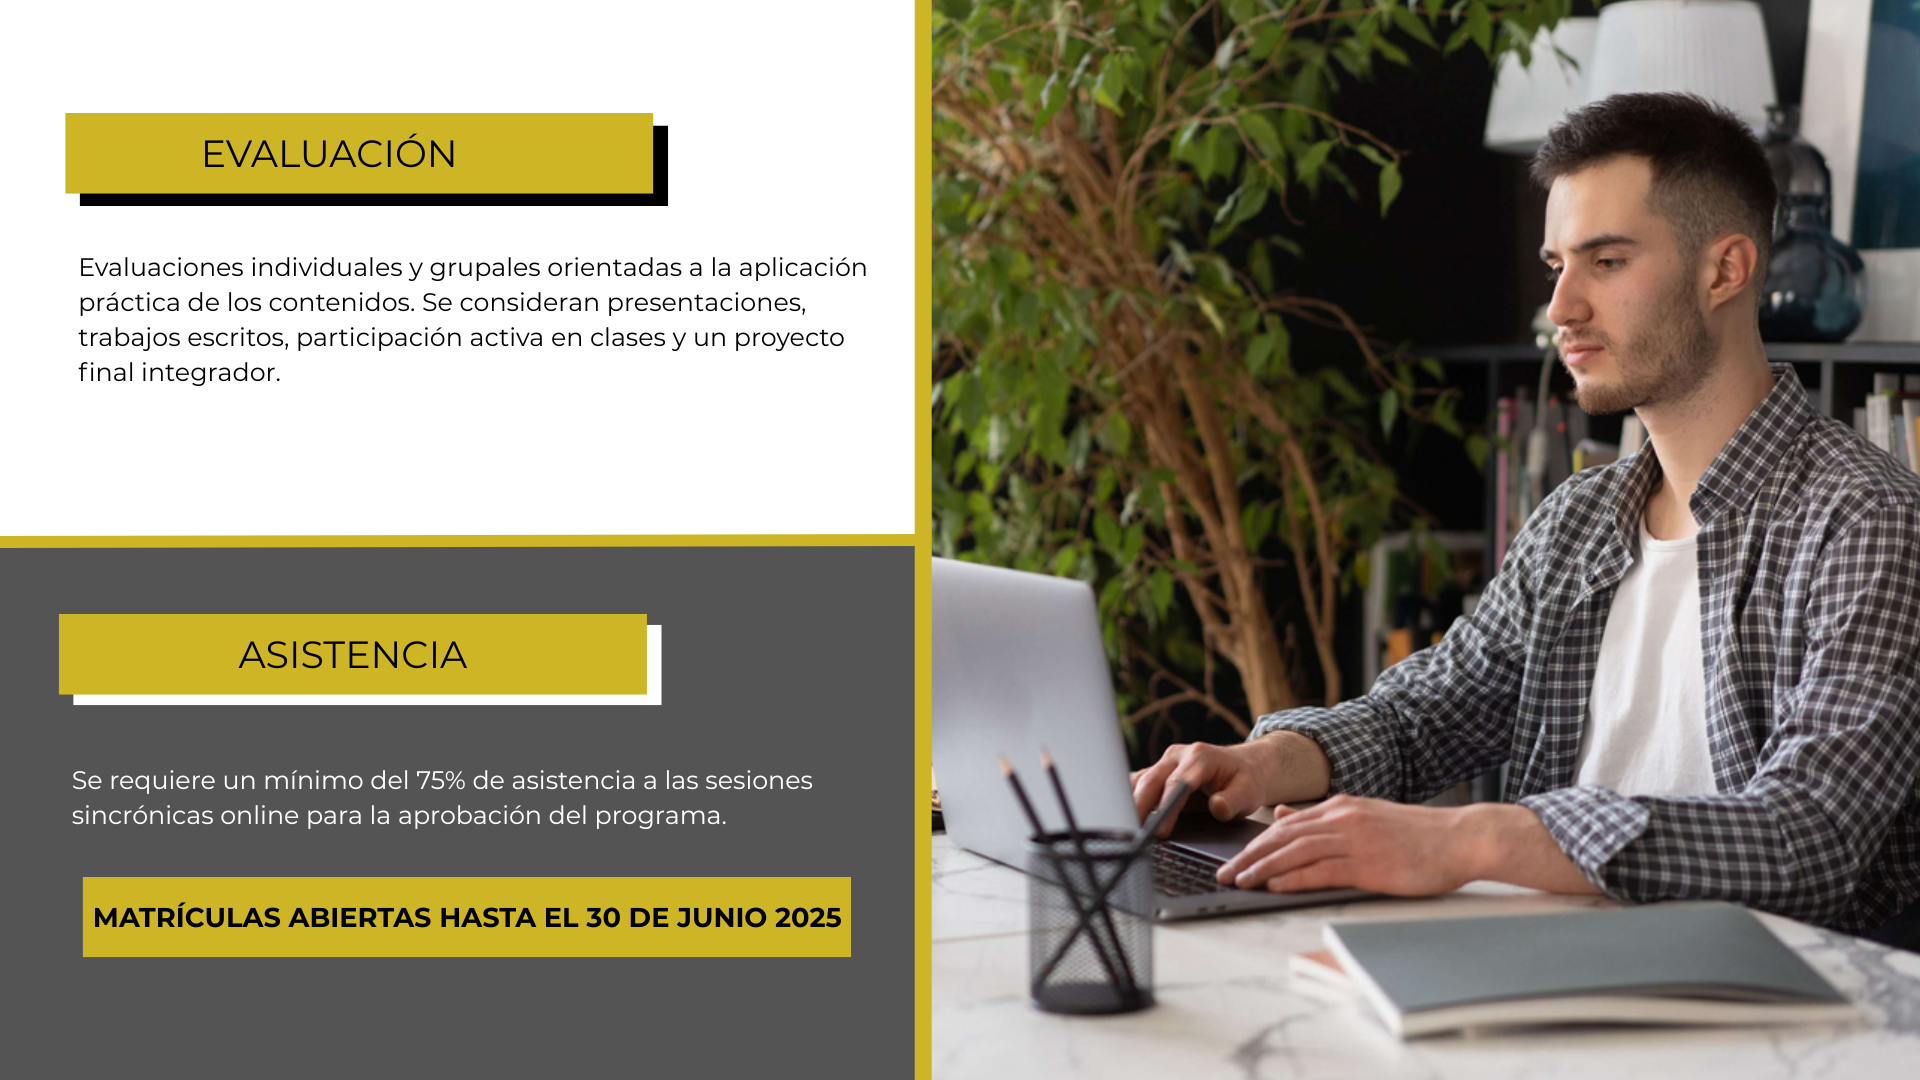 EVALUACIÓN
Evaluaciones individuales y grupales orientadas a la aplicación
práctica de los contenidos. Se consideran presentaciones,
trabajos escritos, participación activa en clases y un proyecto
final integrador.
ASISTENCIA
Se requiere un mínimo del 75% de asistencia a las sesiones
sincrónicas online para la aprobación del programa.
MATRÍCULAS ABIERTAS HASTA EL 30 DE JUNIO 2025